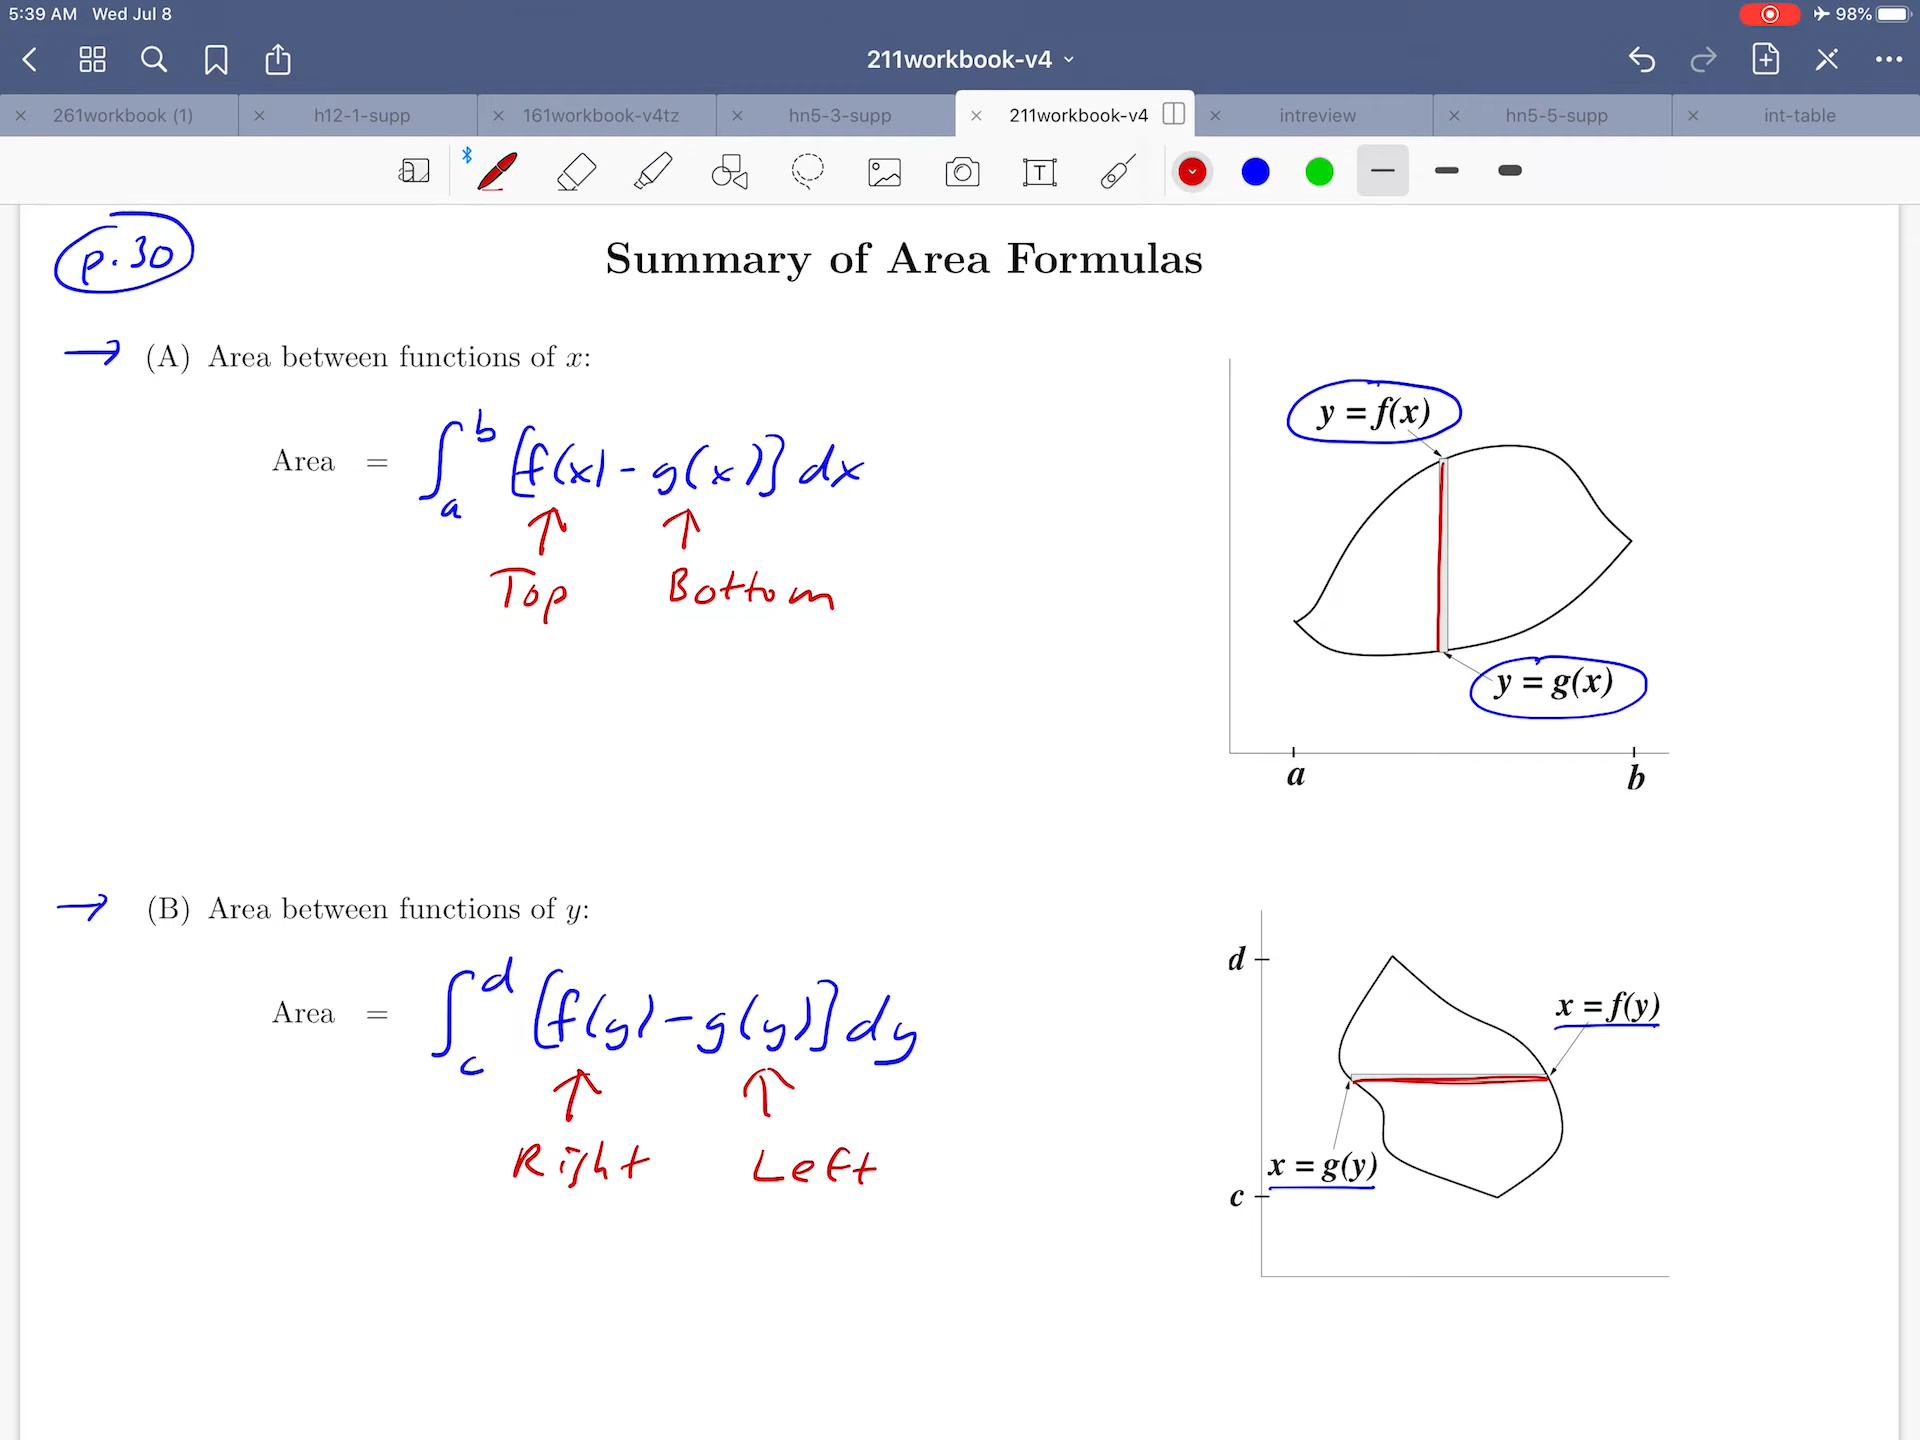 5:39 AM Wed Jul 8
98%
211workbook-v4
261workbook (1)
h12-1-supp
161workbook-v4tz
hn5-3-supp
211workbook-v4
intreview
hn5-5-supp
int-table
a
T
p. 30
Summary of Area Formulas
(A) Area between functions of x:
Area = ∫_a^b [f(x) - g(x)] dx
↑ ↑
Top Bottom
y = f(x)
y = g(x)
a b
→ (B) Area between functions of y:
Area = ∫_c^d [f(y) - g(y)] dy
↑ ↑
Right Left
d
x = f(y)
x = g(y)
c